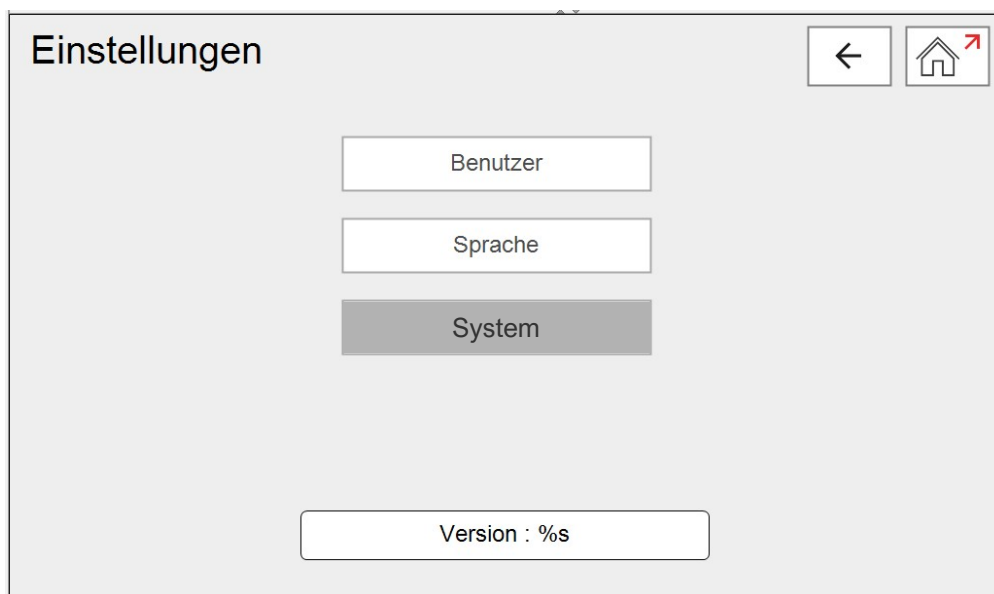 Einstellungen
Benutzer
Sprache
System
Version : %s